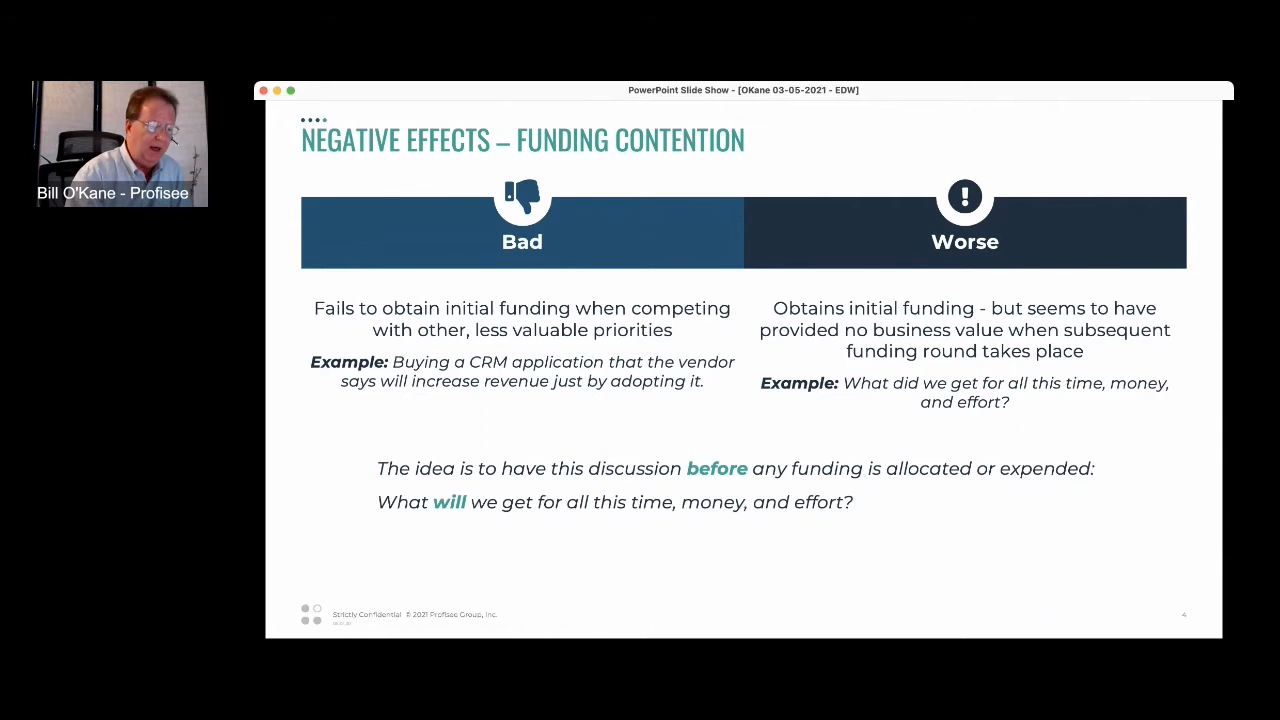 PowerPoint Slide Show - [OKane 03-05-2021 - EDW]
NEGATIVE EFFECTS – FUNDING CONTENTION
Bill O'Kane - Profisee
Bad
Worse
Fails to obtain initial funding when competing
with other, less valuable priorities
Example: Buying a CRM application that the vendor
says will increase revenue just by adopting it.
Obtains initial funding - but seems to have
provided no business value when subsequent
funding round takes place
Example: What did we get for all this time, money,
and effort?
The idea is to have this discussion before any funding is allocated or expended:
What will we get for all this time, money, and effort?
Strictly Confidential © 2021 Profisee Group, Inc.
4